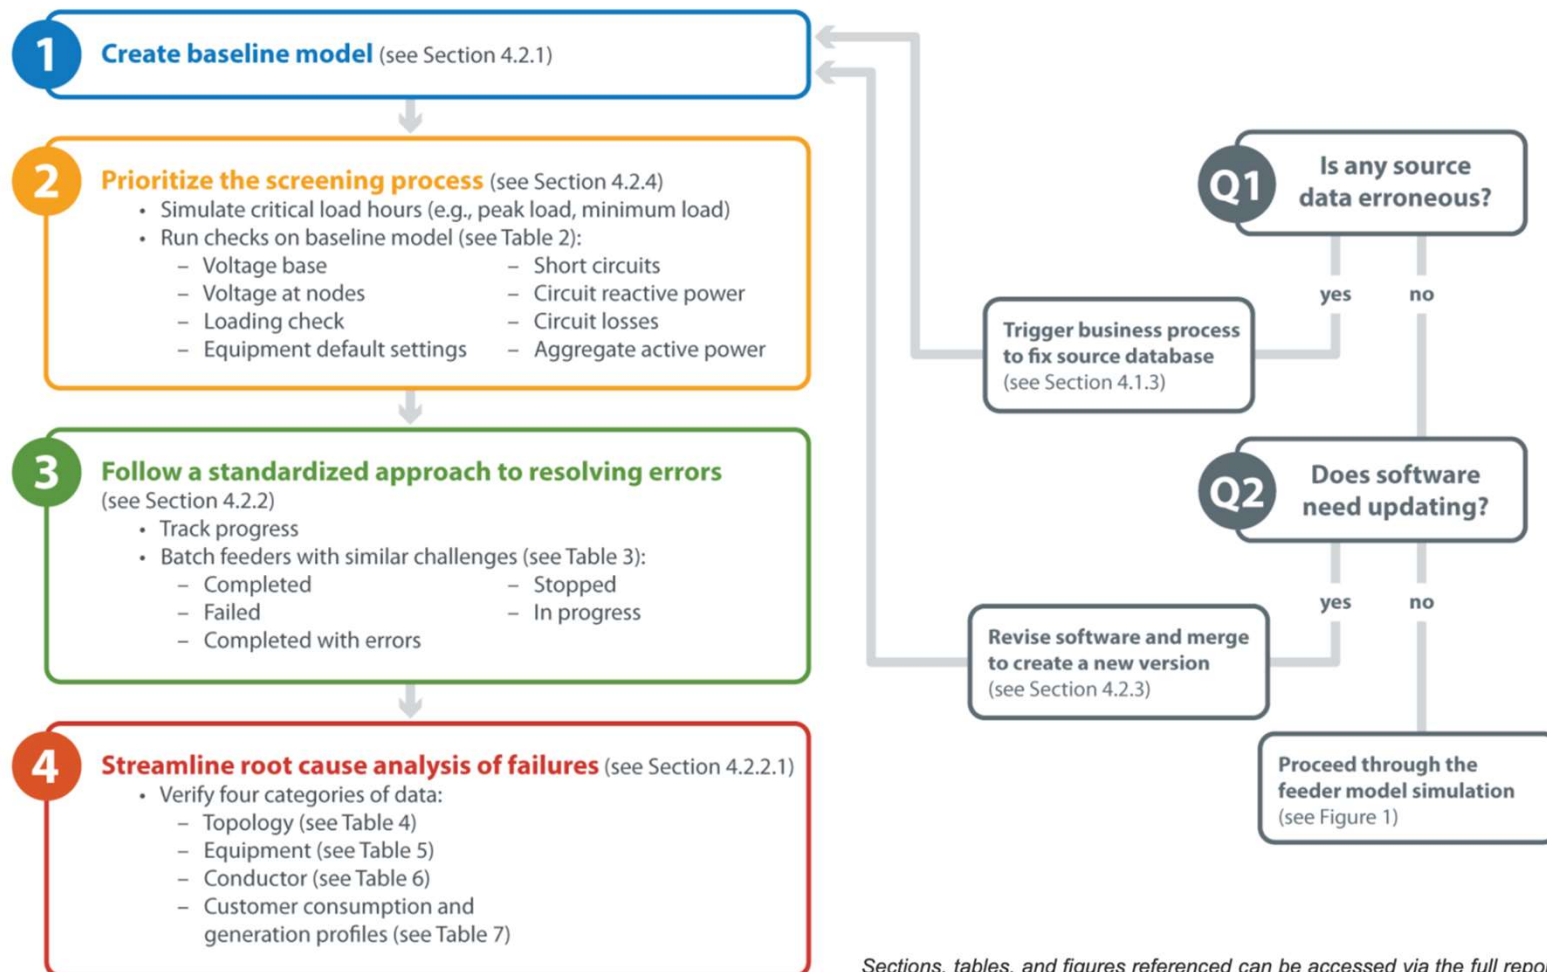 1
Create baseline model (see Section 4.2.1)
2
Prioritize the screening process (see Section 4.2.4)
• Simulate critical load hours (e.g., peak load, minimum load)
• Run checks on baseline model (see Table 2):
– Voltage base
– Voltage at nodes
– Loading check
– Equipment default settings
– Short circuits
– Circuit reactive power
– Circuit losses
– Aggregate active power
3
Follow a standardized approach to resolving errors
(see Section 4.2.2)
• Track progress
• Batch feeders with similar challenges (see Table 3):
– Completed
– Failed
– Completed with errors
– Stopped
– In progress
4
Streamline root cause analysis of failures (see Section 4.2.2.1)
• Verify four categories of data:
– Topology (see Table 4)
– Equipment (see Table 5)
– Conductor (see Table 6)
– Customer consumption and
generation profiles (see Table 7)
Q1
Is any source
data erroneous?
yes
no
Trigger business process
to fix source database
(see Section 4.1.3)
Q2
Does software
need updating?
yes
no
Revise software and merge
to create a new version
(see Section 4.2.3)
Proceed through the
feeder model simulation
(see Figure 1)
Sections, tables, and figures referenced can be accessed via the full repo